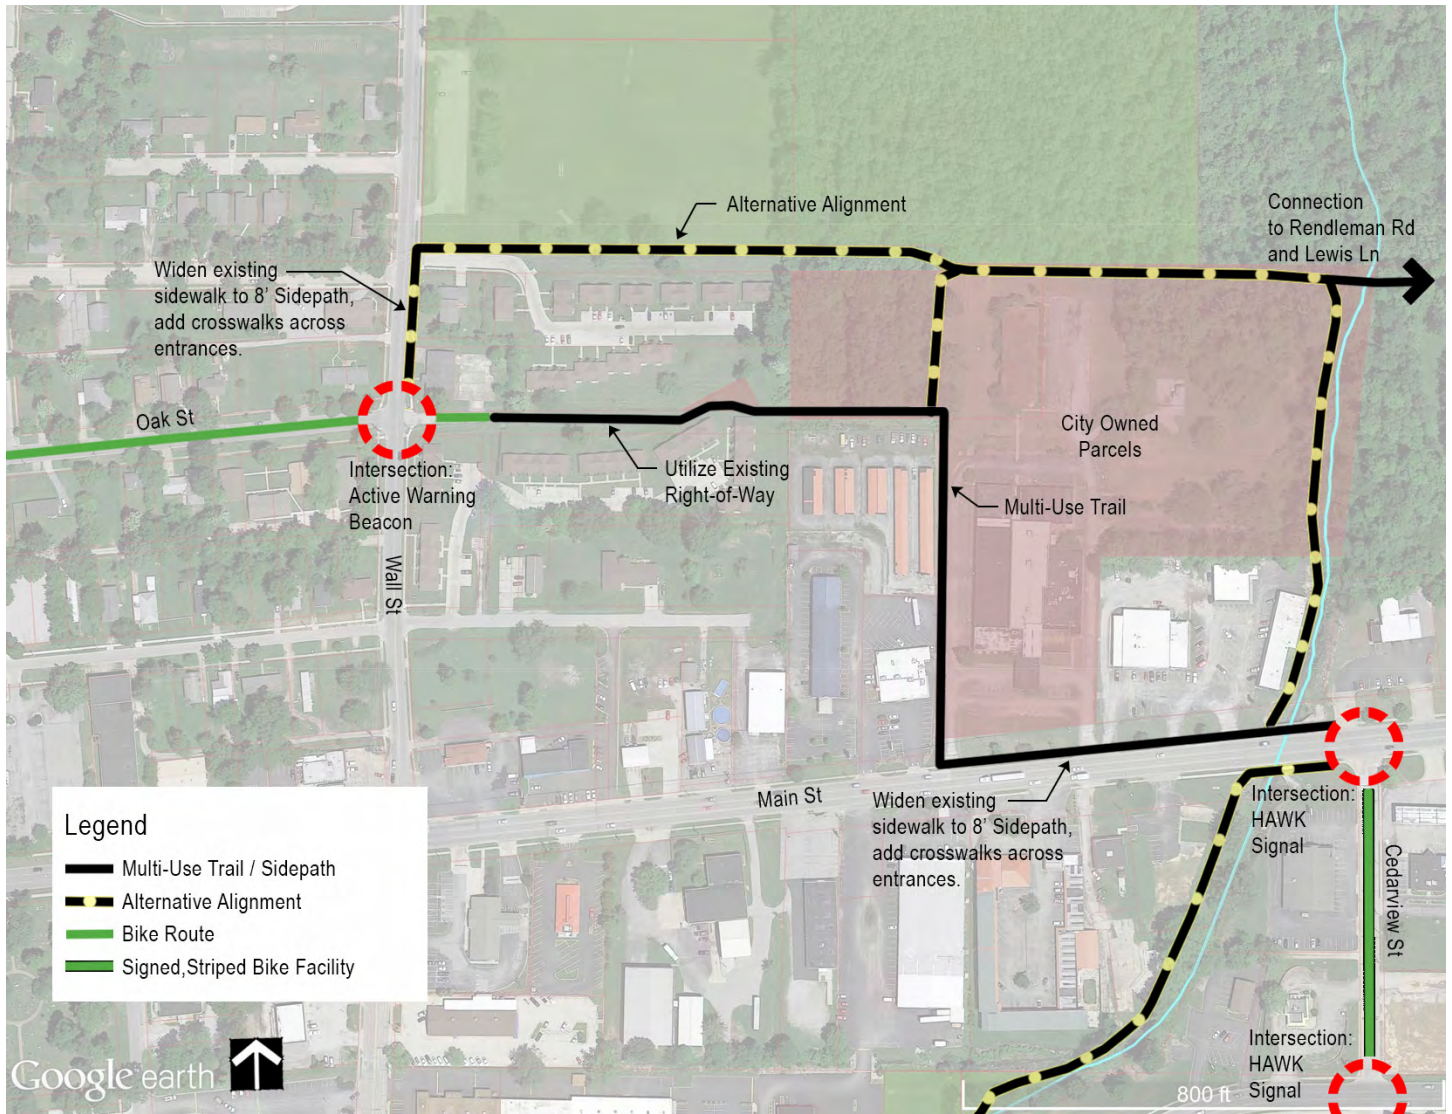 Alternative Alignment
Connection
to Rendleman Rd
and Lewis Ln
Widen existing
sidewalk to 8' Sidepath,
add crosswalks across
entrances.
Oak St
City Owned
Parcels
Intersection:
Active Warning
Beacon
Utilize Existing
Right-of-Way
Multi-Use Trail
Wall St
Main St
Widen existing
sidewalk to 8' Sidepath,
add crosswalks across
entrances.
Intersection:
HAWK
Signal
Cedarview St
Legend
Multi-Use Trail / Sidepath
Alternative Alignment
Bike Route
Signed,Striped Bike Facility
Intersection:
HAWK
Signal
Google earth
800 ft